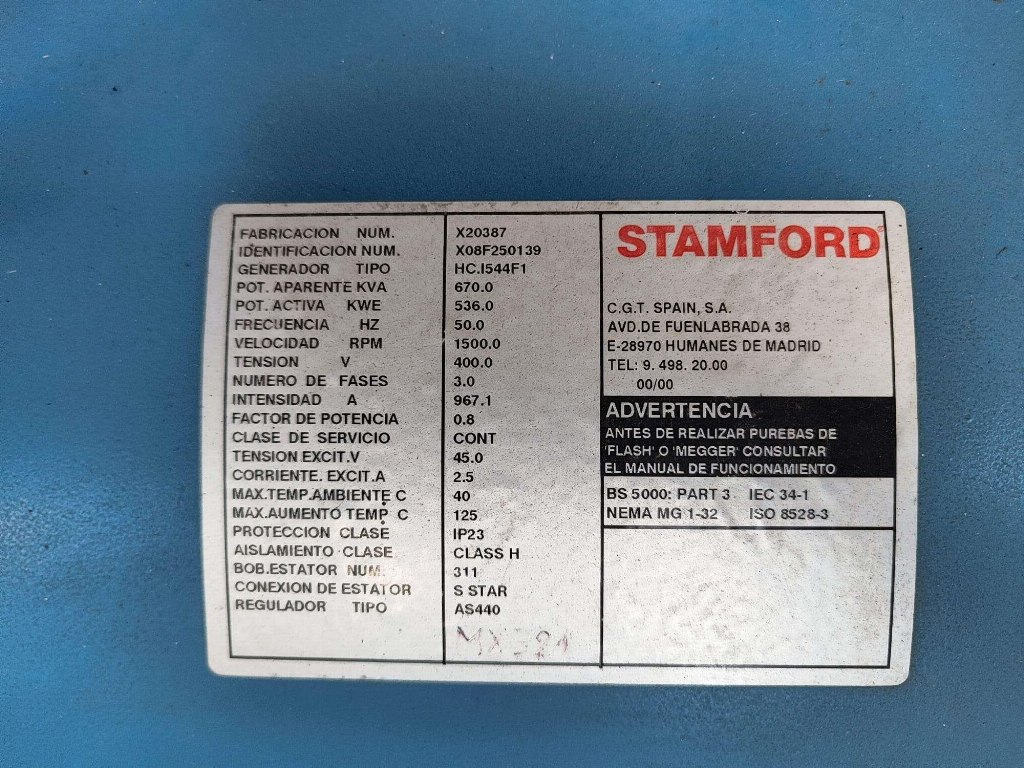 FABRICACION NUM. X20387
IDENTIFICACION NUM. X08F250139
GENERADOR TIPO HC.I544F1
POT. APARENTE KVA 670.0
POT. ACTIVA KWE 536.0
FRECUENCIA HZ 50.0
VELOCIDAD RPM 1500.0
TENSION V 400.0
NUMERO DE FASES 3.0
INTENSIDAD A 967.1
FACTOR DE POTENCIA 0.8
CLASE DE SERVICIO CONT
TENSION EXCIT.V 45.0
CORRIENTE. EXCIT.A 2.5
MAX.TEMP.AMBIENTE C 40
MAX.AUMENTO TEMP C 125
PROTECCION CLASE IP23
AISLAMIENTO CLASE CLASS H
BOB.ESTATOR NUM. 311
CONEXION DE ESTATOR S STAR
REGULADOR TIPO AS440
STAMFORD
C.G.T. SPAIN, S.A.
AVD.DE FUENLABRADA 38
E-28970 HUMANES DE MADRID
TEL: 9. 498. 20.00
00/00
ADVERTENCIA
ANTES DE REALIZAR PUREBAS DE
'FLASH' O 'MEGGER' CONSULTAR
EL MANUAL DE FUNCIONAMIENTO
BS 5000: PART 3 IEC 34-1
NEMA MG 1-32 ISO 8528-3